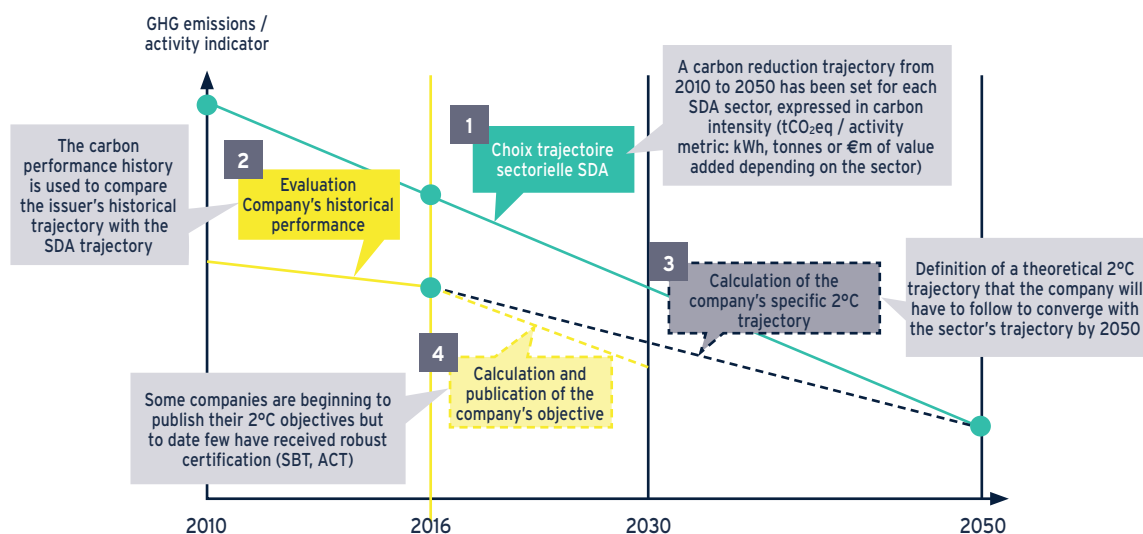 GHG emissions /
activity indicator
The carbon
performance history
is used to compare
the issuer's historical
trajectory with the
SDA trajectory
2
Evaluation
Company's historical
performance
1
Choix trajectoire
sectorielle SDA
A carbon reduction trajectory from
2010 to 2050 has been set for each
SDA sector, expressed in carbon
intensity (tCO₂eq / activity
metric: kWh, tonnes or €m of value
added depending on the sector)
3
Calculation of the
company's specific 2°C
trajectory
Definition of a theoretical 2°C
trajectory that the company will
have to follow to converge with
the sector's trajectory by 2050
4
Calculation and
publication of the
company's objective
Some companies are beginning to
publish their 2°C objectives but
to date few have received robust
certification (SBT, ACT)
2010
2016
2030
2050